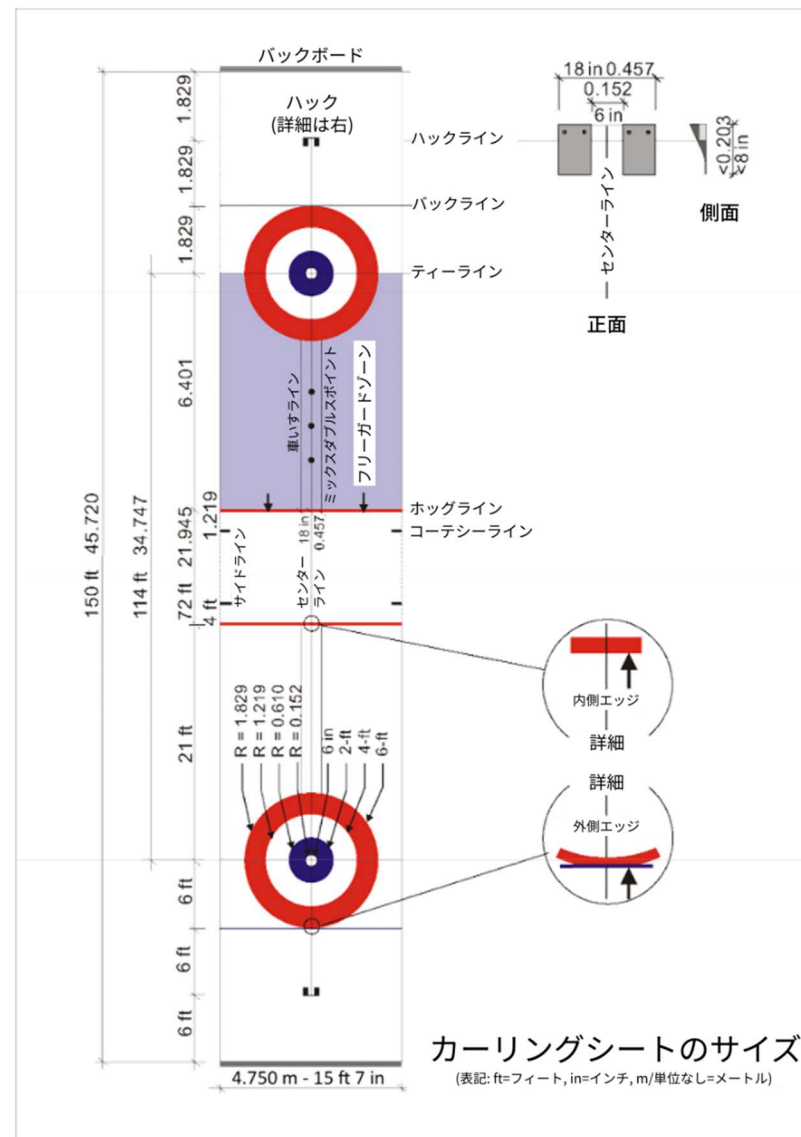 バックボード
ハック
(詳細は右)
ハックライン
バックライン
ティーライン
1.829
1.829
1.829
6.401
車いすライン
ミックスダブルスポイント
フリーガードゾーン
ホッグライン
コーテシーライン
150 ft 45.720
114 ft 34.747
72 ft 21.945
4 ft 1.219
サイドライン
センター
ライン
18 in
0.457
21 ft
R = 1.829
R = 1.219
R = 0.610
R = 0.152
6 in
2-ft
4-ft
6-ft
6 ft
6 ft
6 ft
4.750 m - 15 ft 7 in
18 in 0.457
0.152
6 in
センターライン
正面
<0.203
<8 in
側面
内側エッジ
詳細
詳細
外側エッジ
カーリングシートのサイズ
(表記: ft=フィート, in=インチ, m/単位なし=メートル)